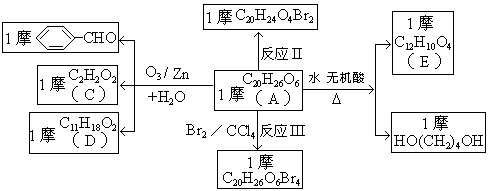 1摩 CHO
1摩 C₂H₂O₂
(C)
1摩 C₁₁H₁₈O₂
(D)
O₃ / Zn
+H₂O
1摩 C₂₀H₂₄O₄Br₂
反应Ⅱ
1摩 C₂₀H₂₆O₆
(A)
Br₂ / CCl₄ 反应Ⅲ
1摩
C₂₀H₂₆O₆Br₄
水 无机酸
Δ
1摩
C₁₂H₁₀O₄
(E)
1摩
HO(CH₂)₄OH